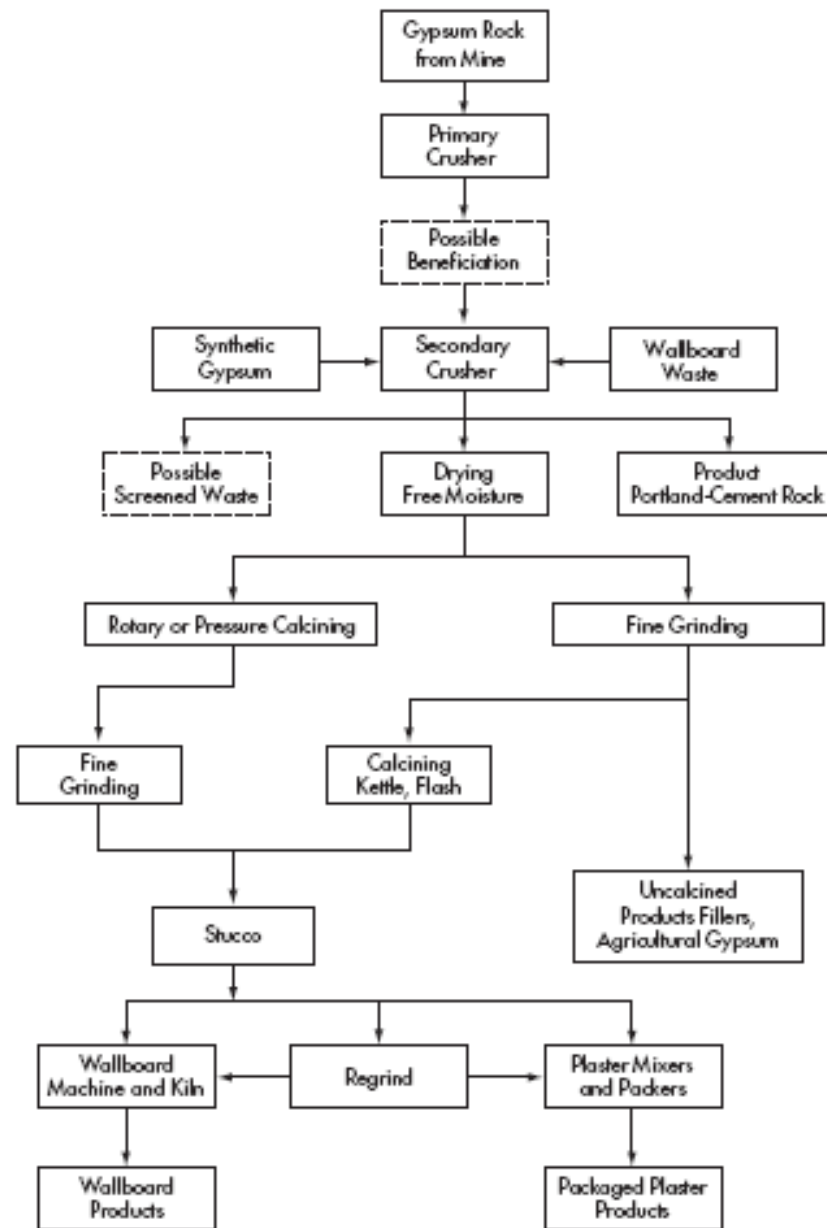 Gypsum Rock
from Mine
Primary
Crusher
Possible
Beneficiation
Synthetic
Gypsum
Secondary
Crusher
Wallboard
Waste
Possible
Screened Waste
Drying
Free Moisture
Product
Portland-Cement Rock
Rotary or Pressure Calcining
Fine Grinding
Fine
Grinding
Calcining
Kettle, Flash
Uncalcined
Products Fillers,
Agricultural Gypsum
Stucco
Wallboard
Machine and Kiln
Regrind
Plaster Mixers
and Packers
Wallboard
Products
Packaged Plaster
Products